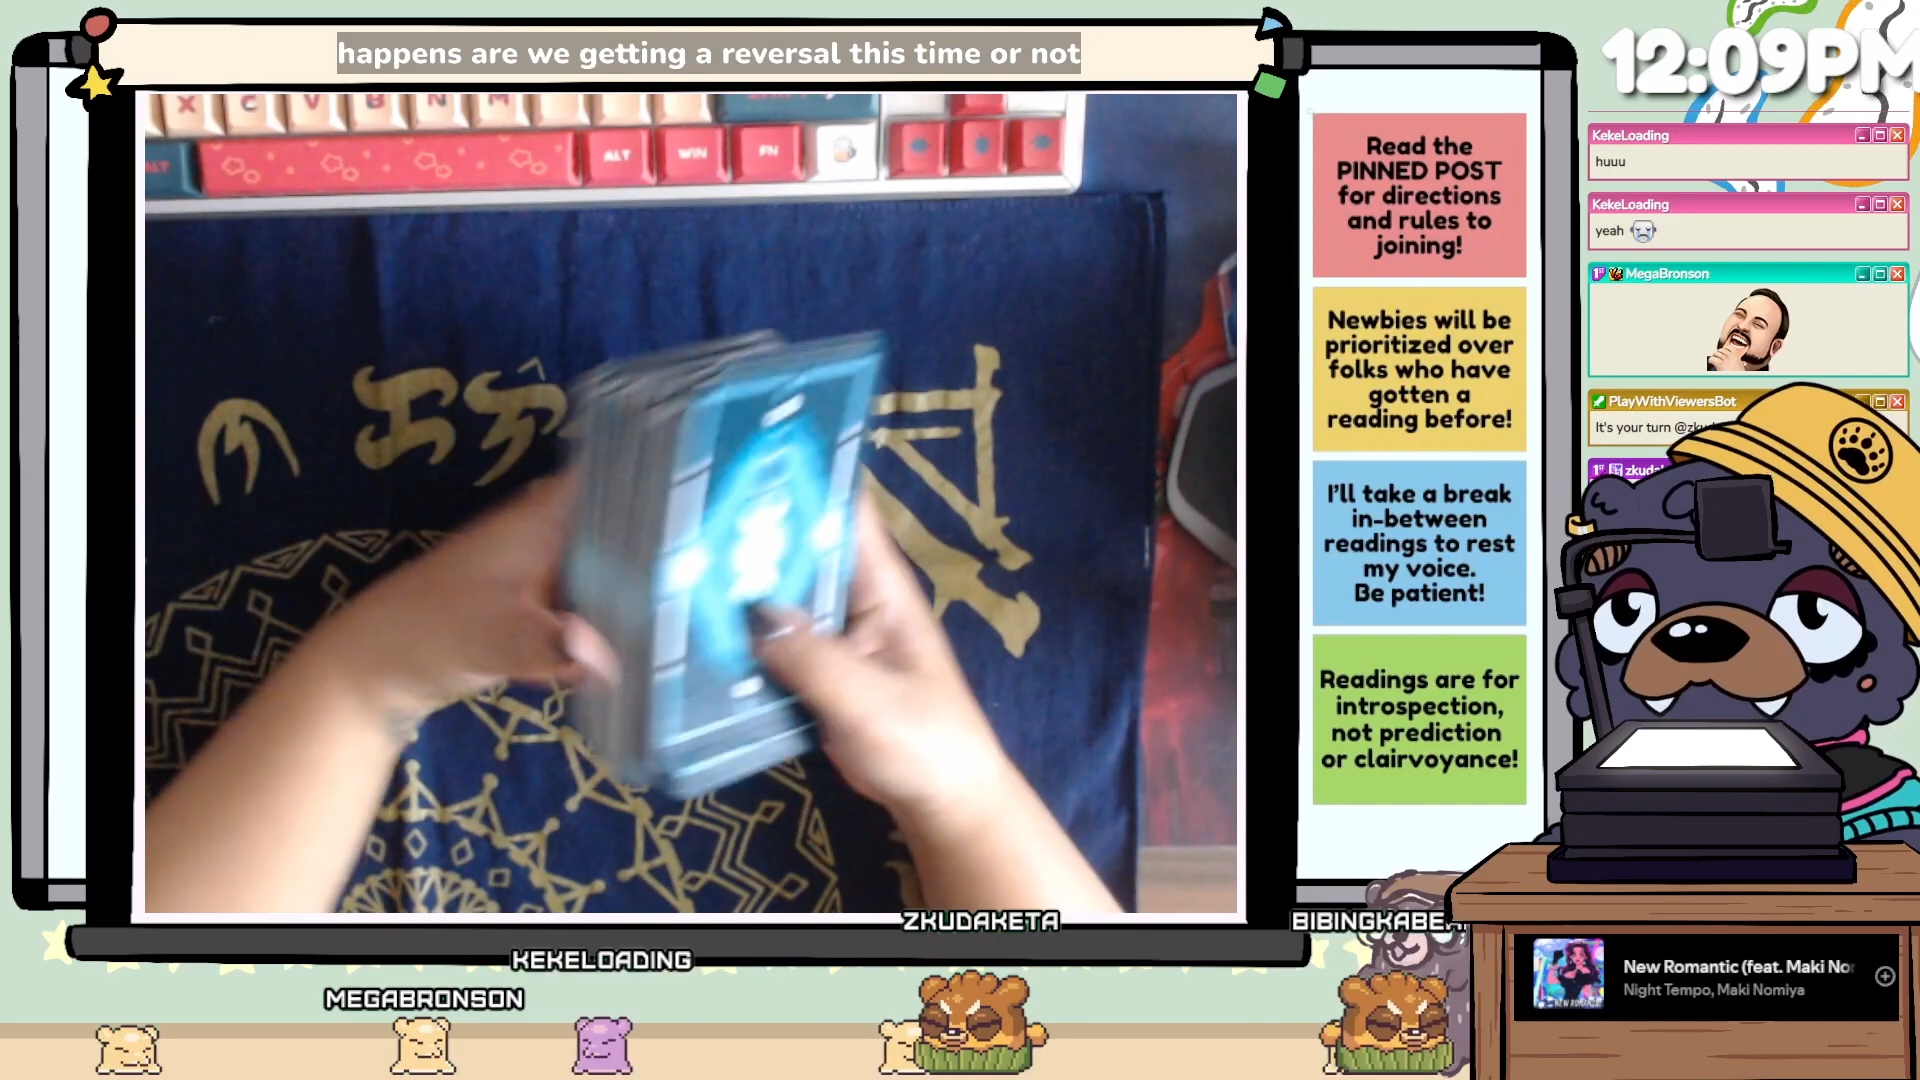 happens are we getting a reversal this time or not
12:09PM
X C V B N M
ALT
ALT WIN FN
Read the
PINNED POST
for directions
and rules to
joining!
Newbies will be
prioritized over
folks who have
gotten a
reading before!
I'll take a break
in-between
readings to rest
my voice.
Be patient!
Readings are for
introspection,
not prediction
or clairvoyance!
KekeLoading
huuu
KekeLoading
yeah
MegaBronson
PlayWithViewersBot
It's your turn
ZKUDAKETA
KEKELOADING
MEGABRONSON
New Romantic (feat. Maki
Night Tempo, Maki Nomiya